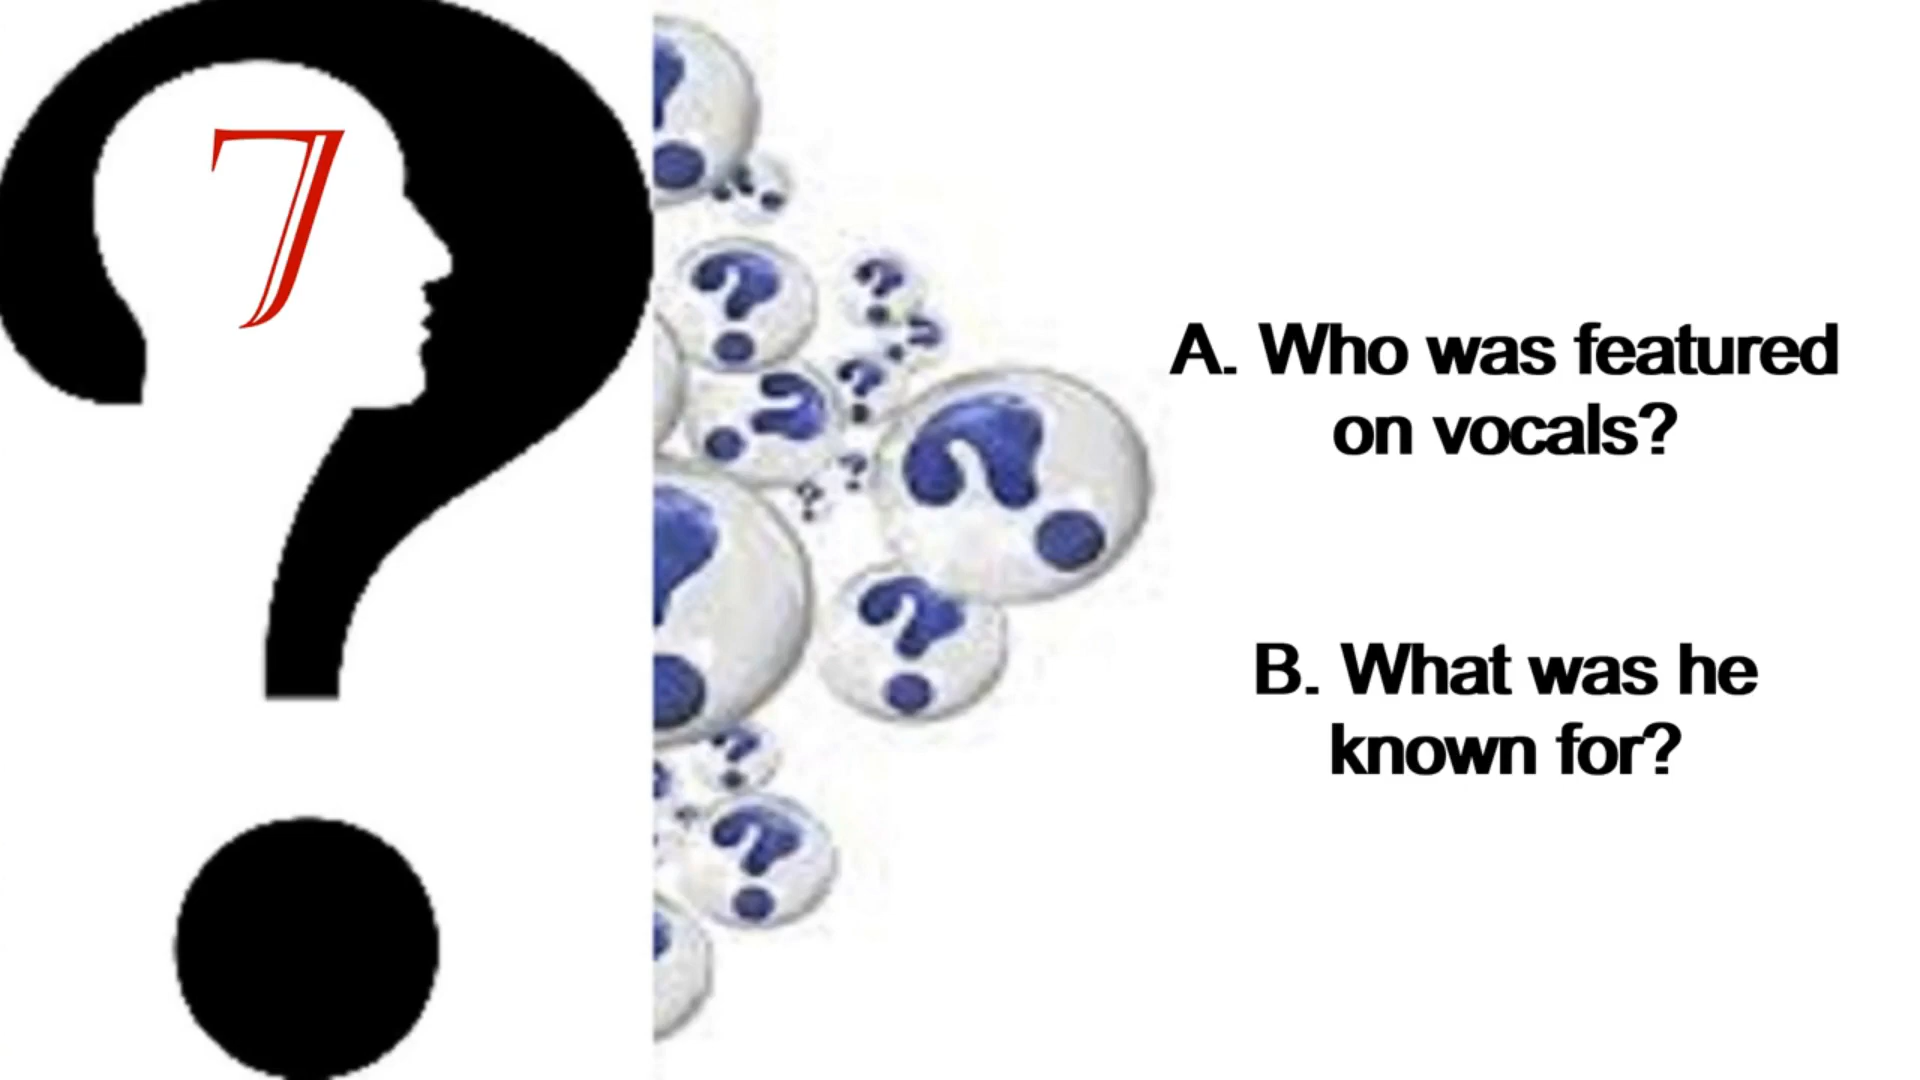 7
A. Who was featured
on vocals?
B. What was he
known for?